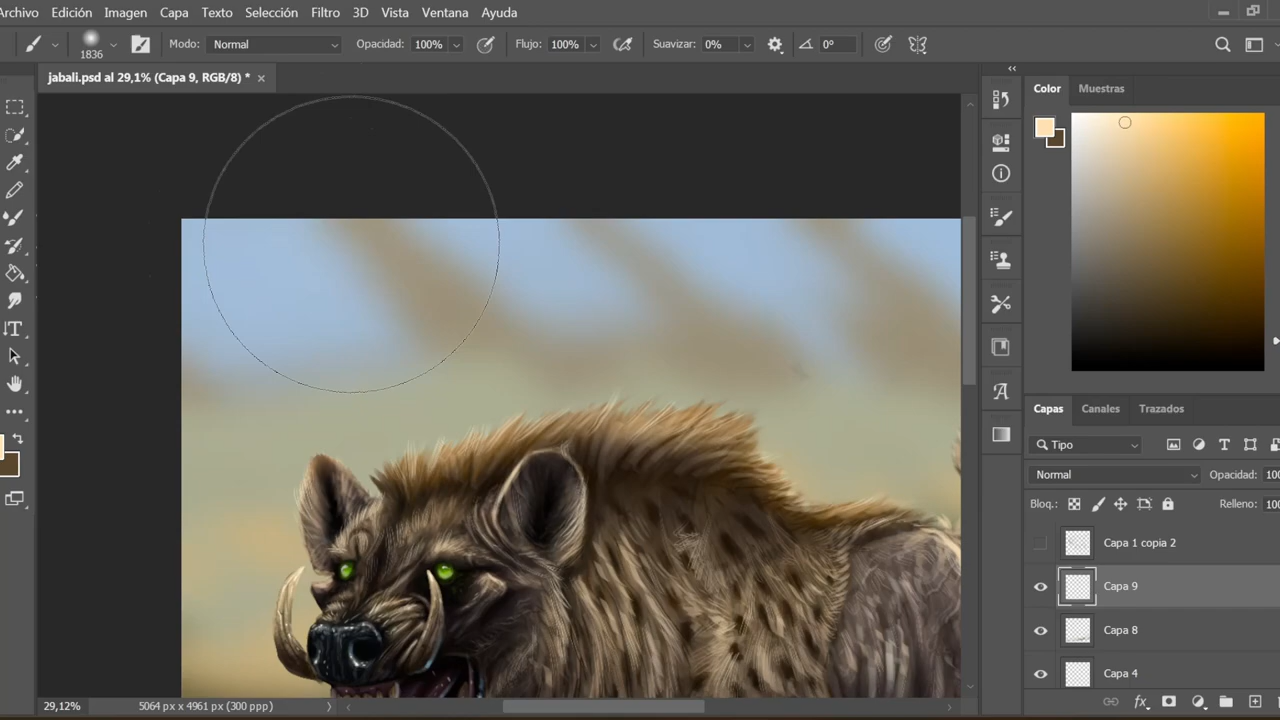 Archivo Edición Imagen Capa Texto Selección Filtro 3D Vista Ventana Ayuda
1836 Modo: Normal Opacidad: 100% Flujo: 100% Suavizar: 0% 0°
jabali.psd al 29,1% (Capa 9, RGB/8) * ×
Color Muestras
Capas Canales Trazados
Tipo
Normal Opacidad: 100
Bloq.: Relleno: 100
Capa 1 copia 2
Capa 9
Capa 8
Capa 4
29,12% 5064 px x 4961 px (300 ppp)